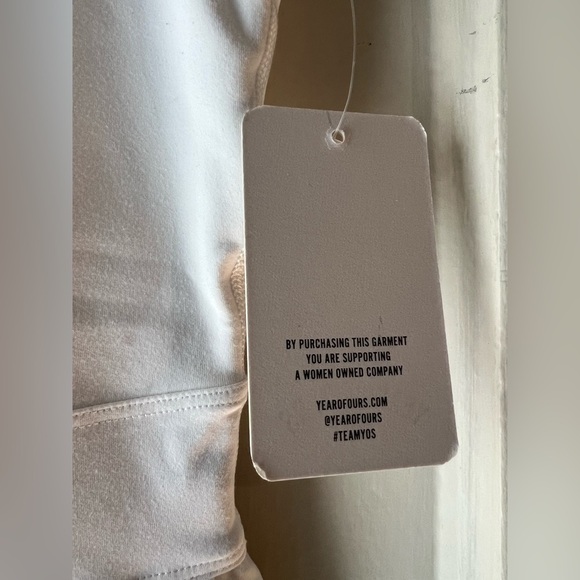 BY PURCHASING THIS GARMENT
YOU ARE SUPPORTING
A WOMEN OWNED COMPANY
YEAROFOURS.COM
@YEAROFOURS
#TEAMYOS